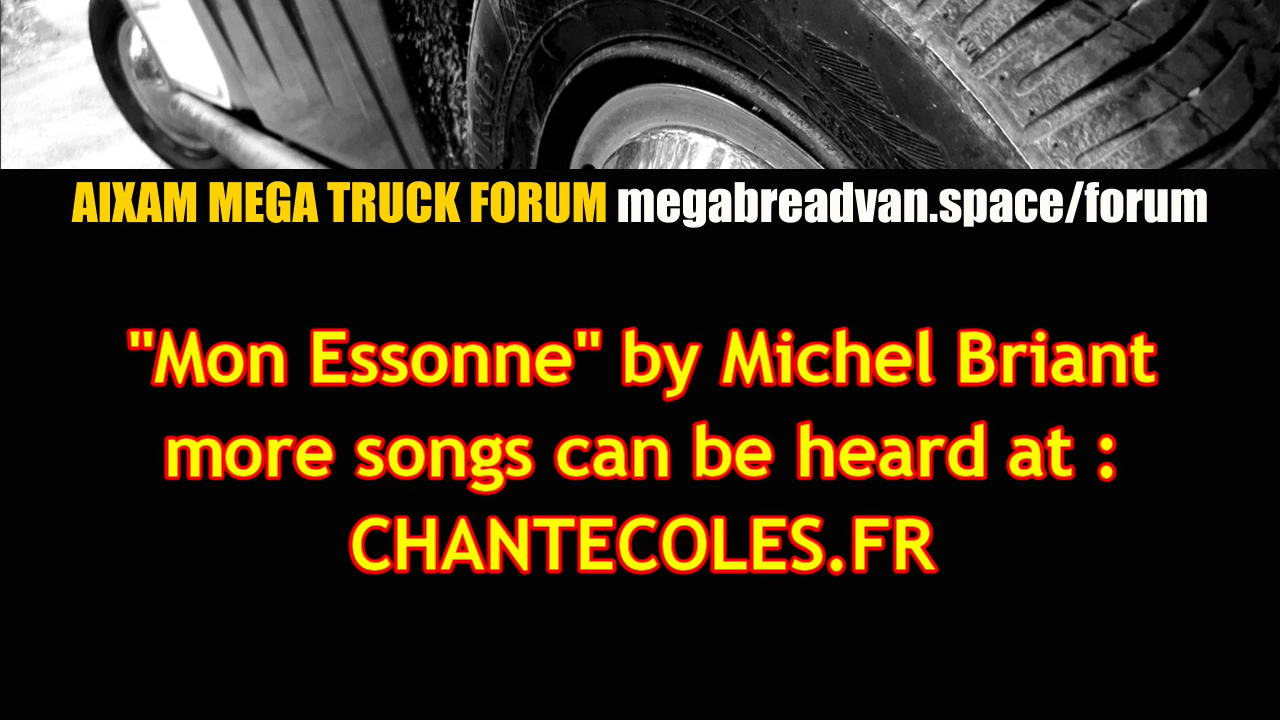 AIXAM MEGA TRUCK FORUM megabreadvan.space/forum
"Mon Essonne" by Michel Briant
more songs can be heard at :
CHANTECOLES.FR